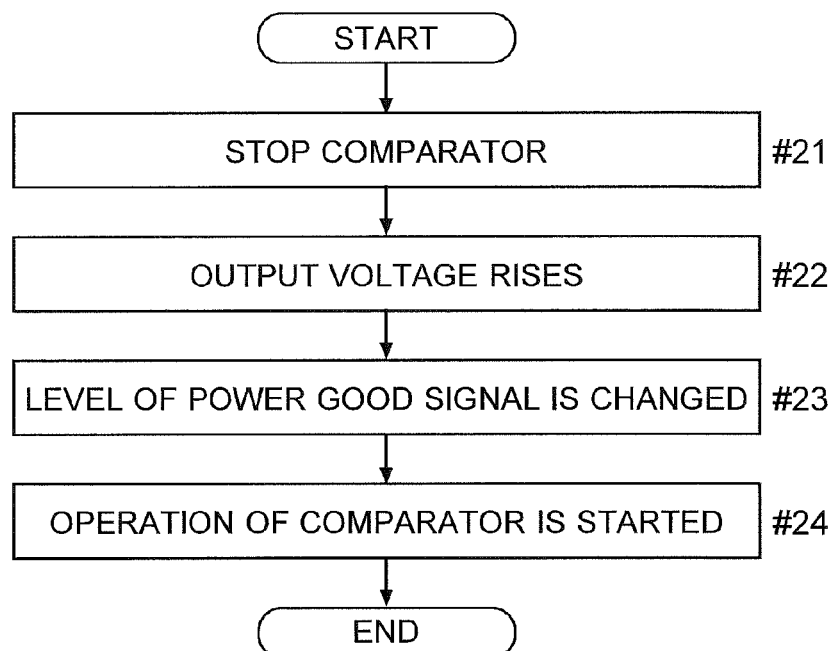 START
STOP COMPARATOR #21
OUTPUT VOLTAGE RISES #22
LEVEL OF POWER GOOD SIGNAL IS CHANGED #23
OPERATION OF COMPARATOR IS STARTED #24
END